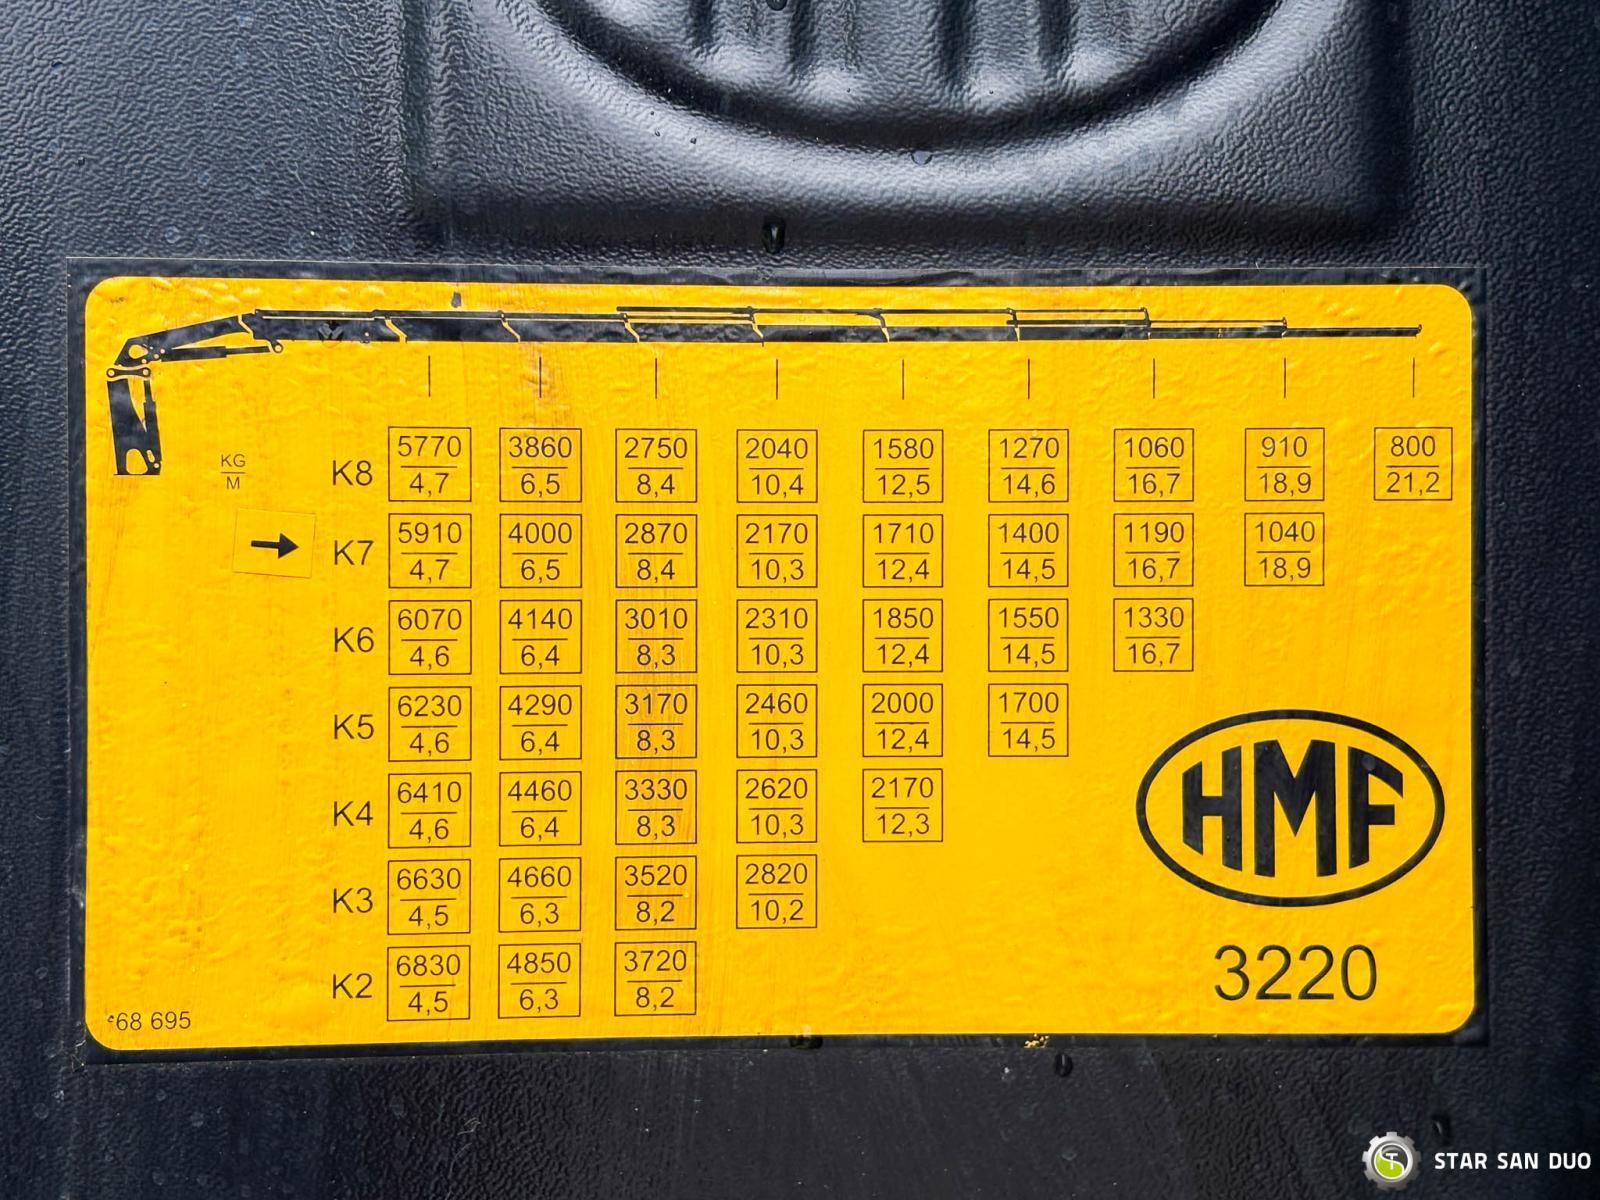 KG
M
K8 5770 3860 2750 2040 1580 1270 1060 910 800
4,7 6,5 8,4 10,4 12,5 14,6 16,7 18,9 21,2
K7 5910 4000 2870 2170 1710 1400 1190 1040
4,7 6,5 8,4 10,3 12,4 14,5 16,7 18,9
K6 6070 4140 3010 2310 1850 1550 1330
4,6 6,4 8,3 10,3 12,4 14,5 16,7
K5 6230 4290 3170 2460 2000 1700
4,6 6,4 8,3 10,3 12,4 14,5
K4 6410 4460 3330 2620 2170
4,6 6,4 8,3 10,3 12,3
K3 6630 4660 3520 2820
4,5 6,3 8,2 10,2
K2 6830 4850 3720
4,5 6,3 8,2
HMF
3220
68 695
STAR SAN DUO